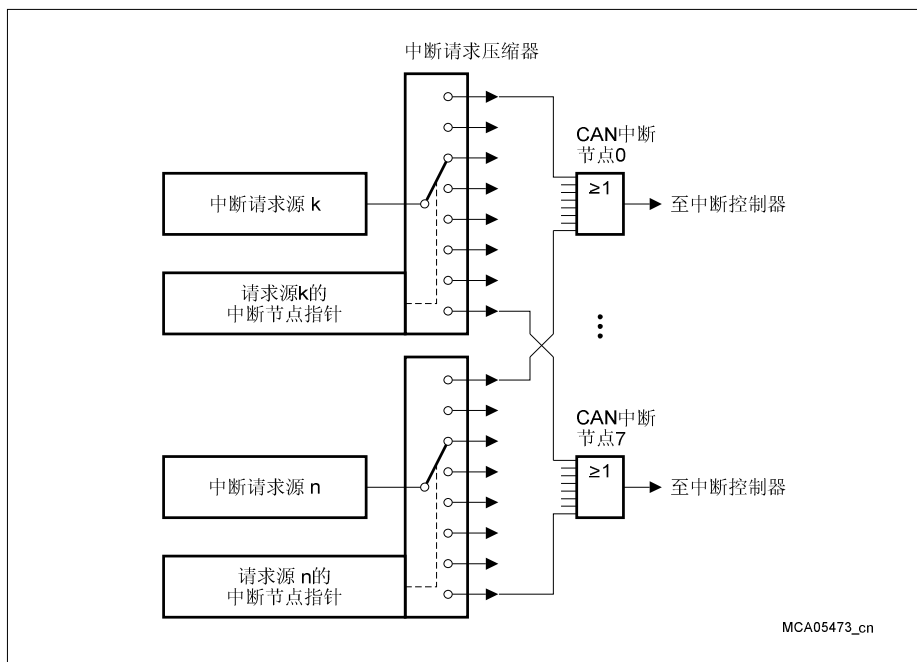 中断请求压缩器
CAN中断
节点0
≥1
中断请求源 k
至中断控制器
请求源k的
中断节点指针
CAN中断
节点7
≥1
中断请求源 n
至中断控制器
请求源 n的
中断节点指针
MCA05473_cn